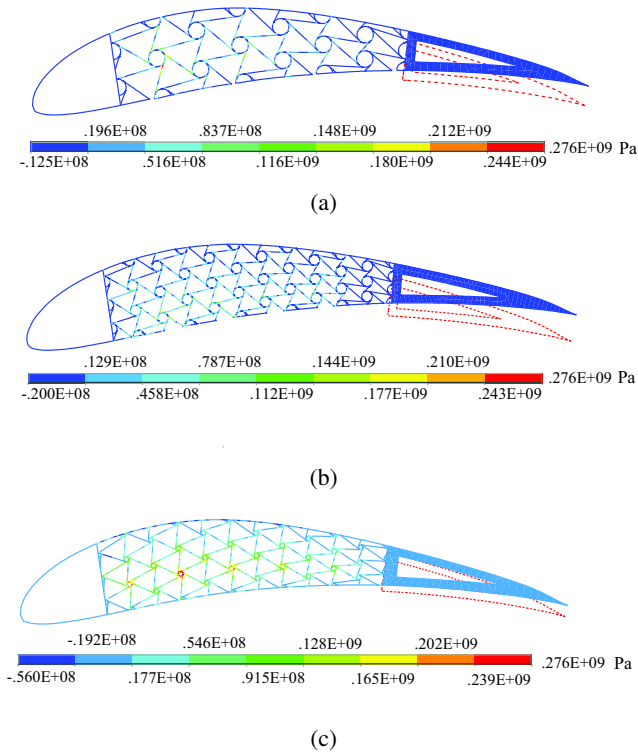 .196E+08 .837E+08 .148E+09 .212E+09
-.125E+08 .516E+08 .116E+09 .180E+09 .244E+09 .276E+09 Pa
(a)
.129E+08 .787E+08 .144E+09 .210E+09
-.200E+08 .458E+08 .112E+09 .177E+09 .243E+09 .276E+09 Pa
(b)
-.192E+08 .546E+08 .128E+09 .202E+09
-.560E+08 .177E+08 .915E+08 .165E+09 .239E+09 .276E+09 Pa
(c)